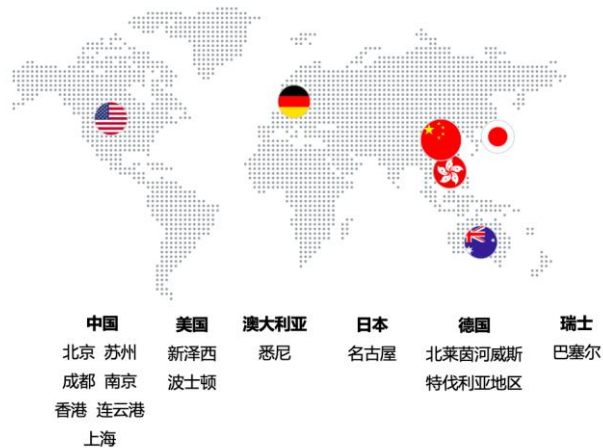 中国
北京 苏州
成都 南京
香港 连云港
上海
美国
新泽西
波士顿
澳大利亚
悉尼
日本
名古屋
德国
北莱茵河威斯
特伐利亚地区
瑞士
巴塞尔